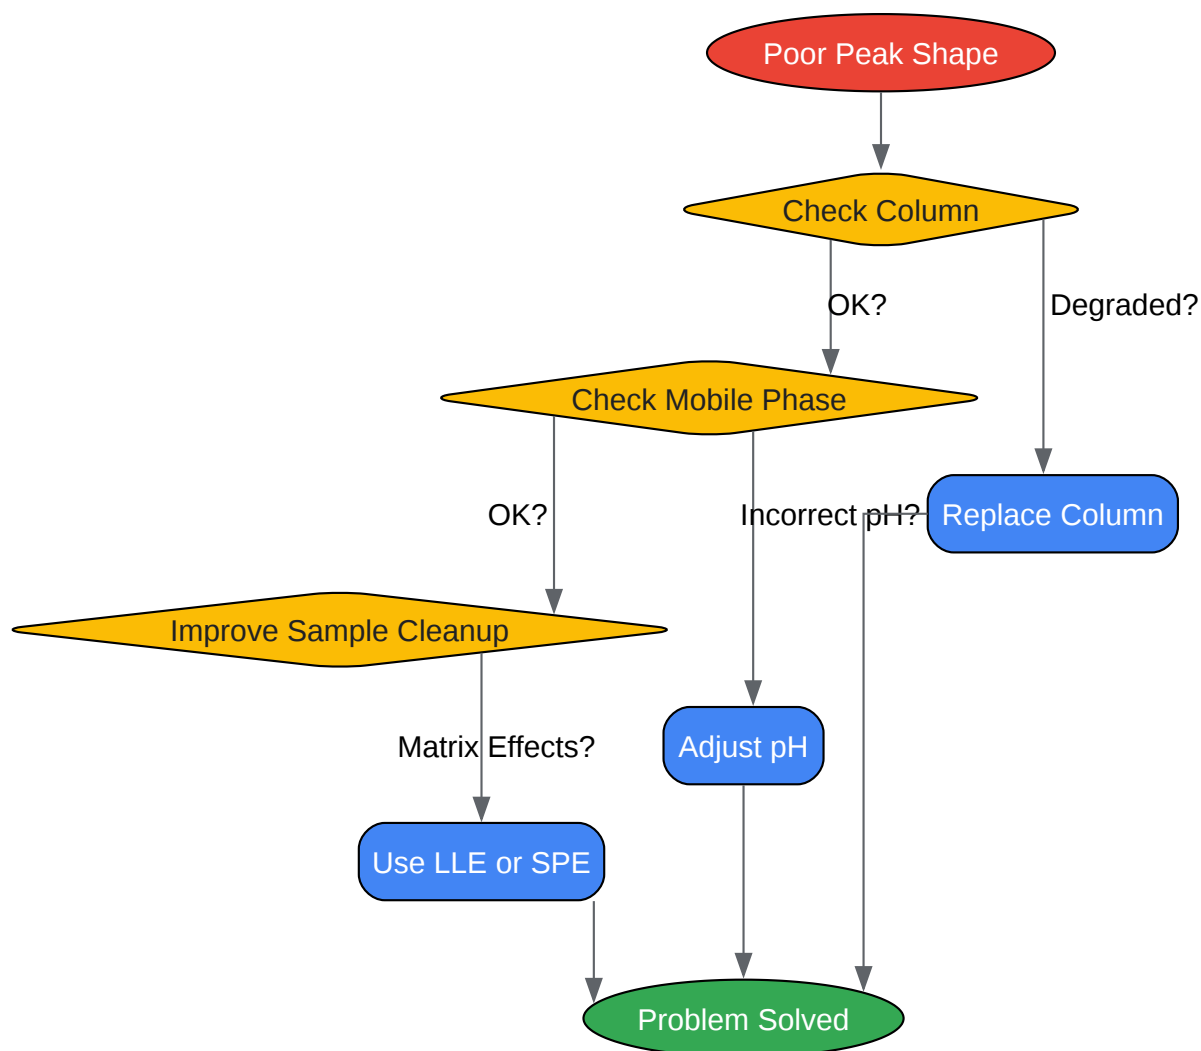 Poor Peak Shape
Check Column
OK?
Degraded?
Check Mobile Phase
OK?
Incorrect pH?
Replace Column
Improve Sample Cleanup
Matrix Effects?
Adjust pH
Use LLE or SPE
Problem Solved